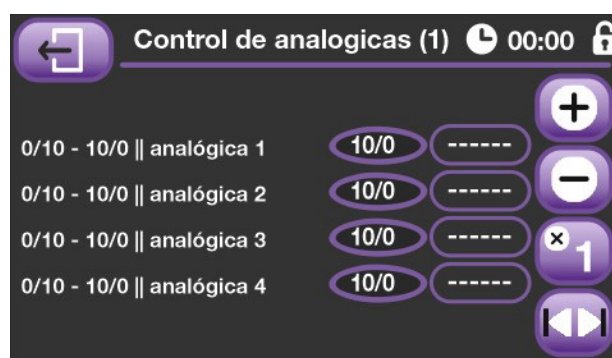 Control de analogicas (1) 00:00
+
0/10 - 10/0 || analógica 1 10/0 ------
0/10 - 10/0 || analógica 2 10/0 ------
−
0/10 - 10/0 || analógica 3 10/0 ------
×1
0/10 - 10/0 || analógica 4 10/0 ------